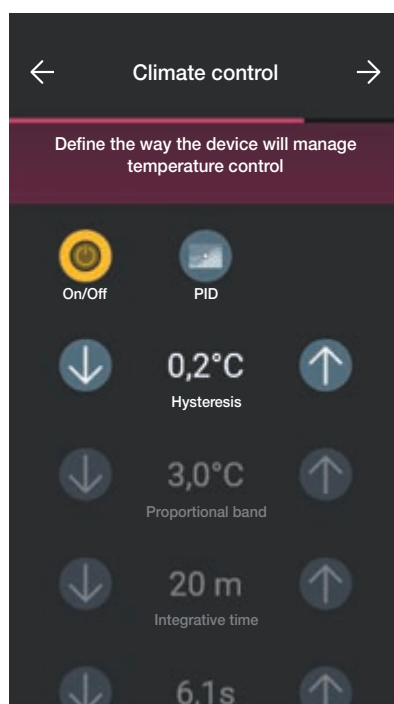 Climate control
Define the way the device will manage
temperature control
On/Off
PID
0,2°C
Hysteresis
3,0°C
Proportional band
20 m
Integrative time
6,1s